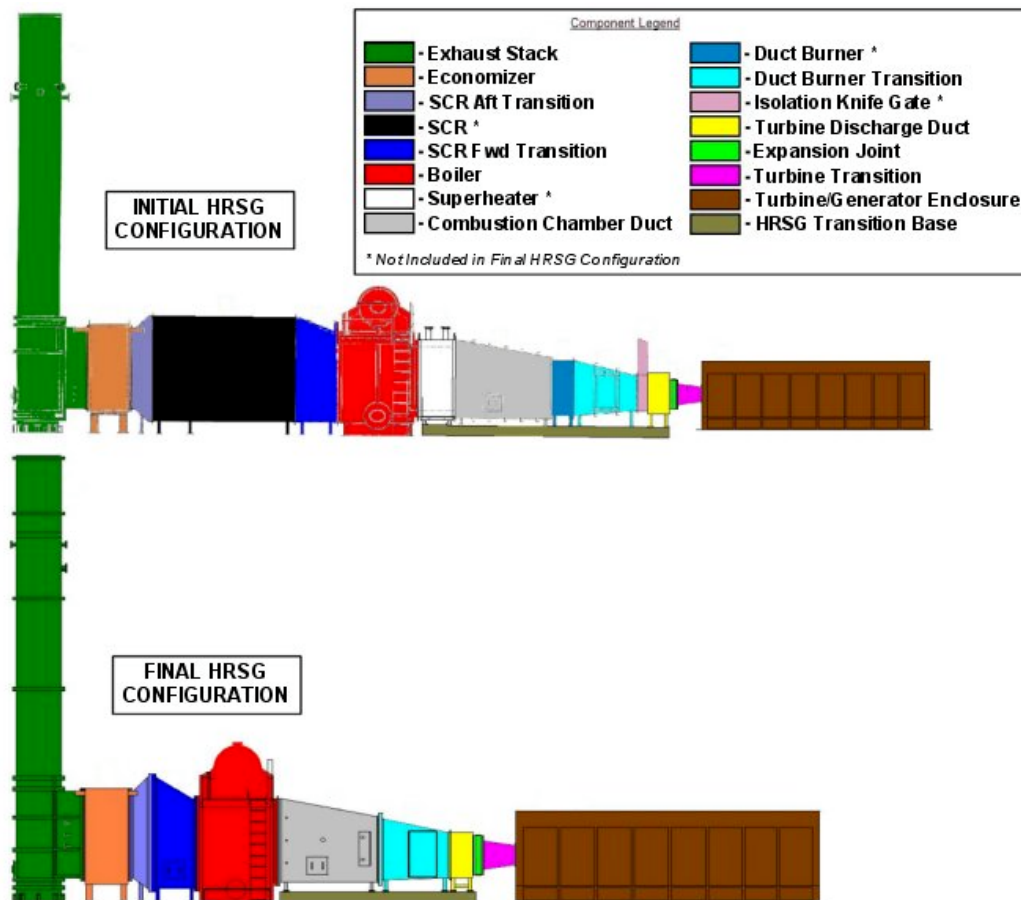 Component Legend
- Exhaust Stack
- Economizer
- SCR Aft Transition
- SCR *
- SCR Fwd Transition
- Boiler
- Superheater *
- Combustion Chamber Duct
- Duct Burner *
- Duct Burner Transition
- Isolation Knife Gate *
- Turbine Discharge Duct
- Expansion Joint
- Turbine Transition
- Turbine/Generator Enclosure
- HRSG Transition Base
* Not Included in Final HRSG Configuration
INITIAL HRSG
CONFIGURATION
FINAL HRSG
CONFIGURATION